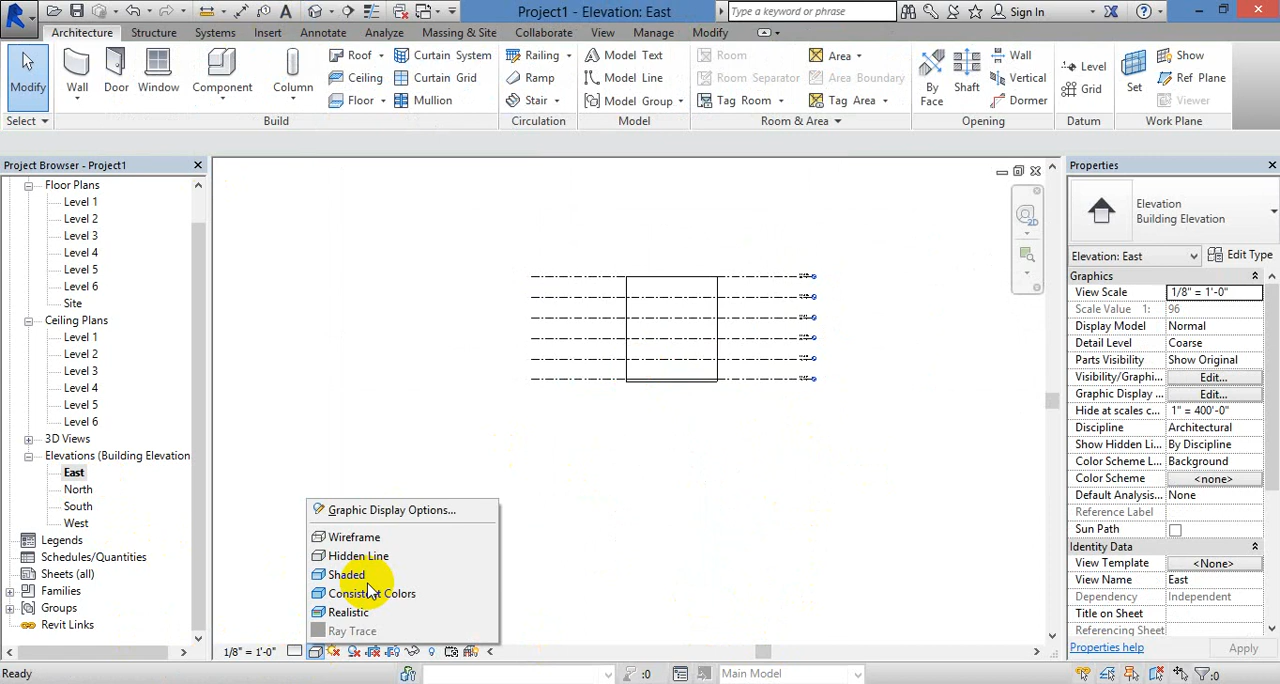 Project1 - Elevation: East
Type a keyword or phrase
Sign In
Architecture Structure Systems Insert Annotate Analyze Massing & Site Collaborate View Manage Modify
Modify
Select
Wall
Door
Window
Component
Column
Roof
Ceiling
Floor
Curtain System
Curtain Grid
Mullion
Build
Railing
Ramp
Stair
Circulation
Model Text
Model Line
Model Group
Model
Room
Room Separator
Tag Room
Area
Area Boundary
Tag Area
Room & Area
By
Face
Shaft
Wall
Vertical
Dormer
Opening
Level
Grid
Datum
Set
Show
Ref Plane
Viewer
Work Plane
Project Browser - Project1
Floor Plans
Level 1
Level 2
Level 3
Level 4
Level 5
Level 6
Site
Ceiling Plans
Level 1
Level 2
Level 3
Level 4
Level 5
Level 6
3D Views
Elevations (Building Elevation
East
North
South
West
Legends
Schedules/Quantities
Sheets (all)
Families
Groups
Revit Links
2D
Graphic Display Options...
Wireframe
Hidden Line
Shaded
Consistent Colors
Realistic
Ray Trace
1/8" = 1'-0"
Properties
Elevation
Building Elevation
Elevation: East
Edit Type
Graphics
View Scale 1/8" = 1'-0"
Scale Value 1: 96
Display Model Normal
Detail Level Coarse
Parts Visibility Show Original
Visibility/Graphi... Edit...
Graphic Display ... Edit...
Hide at scales c... 1" = 400'-0"
Discipline Architectural
Show Hidden Li... By Discipline
Color Scheme L... Background
Color Scheme <none>
Default Analysis... None
Reference Label
Sun Path
Identity Data
View Template <None>
View Name East
Dependency Independent
Title on Sheet
Referencing Sheet
Properties help
Apply
Ready
:0
Main Model
:0